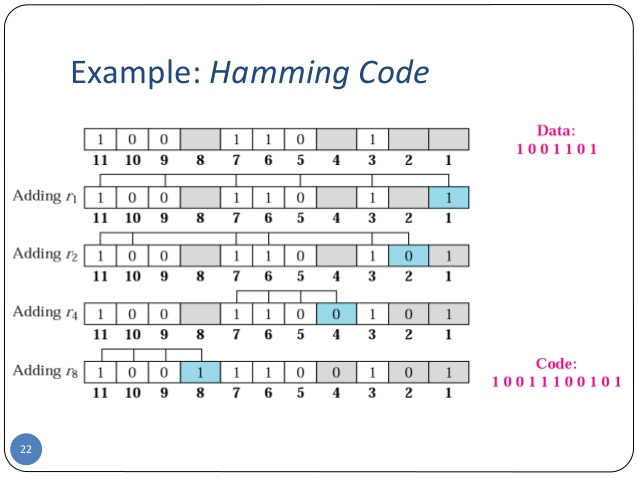 Example: Hamming Code
1 0 0 1 1 0 1
11 10 9 8 7 6 5 4 3 2 1
Data:
1 0 0 1 1 0 1
Adding r1 1 0 0 1 1 0 1 1
11 10 9 8 7 6 5 4 3 2 1
Adding r2 1 0 0 1 1 0 1 0 1
11 10 9 8 7 6 5 4 3 2 1
Adding r4 1 0 0 1 1 0 0 1 0 1
11 10 9 8 7 6 5 4 3 2 1
Adding r8 1 0 0 1 1 1 0 0 1 0 1
11 10 9 8 7 6 5 4 3 2 1
Code:
1 0 0 1 1 1 0 0 1 0 1
22